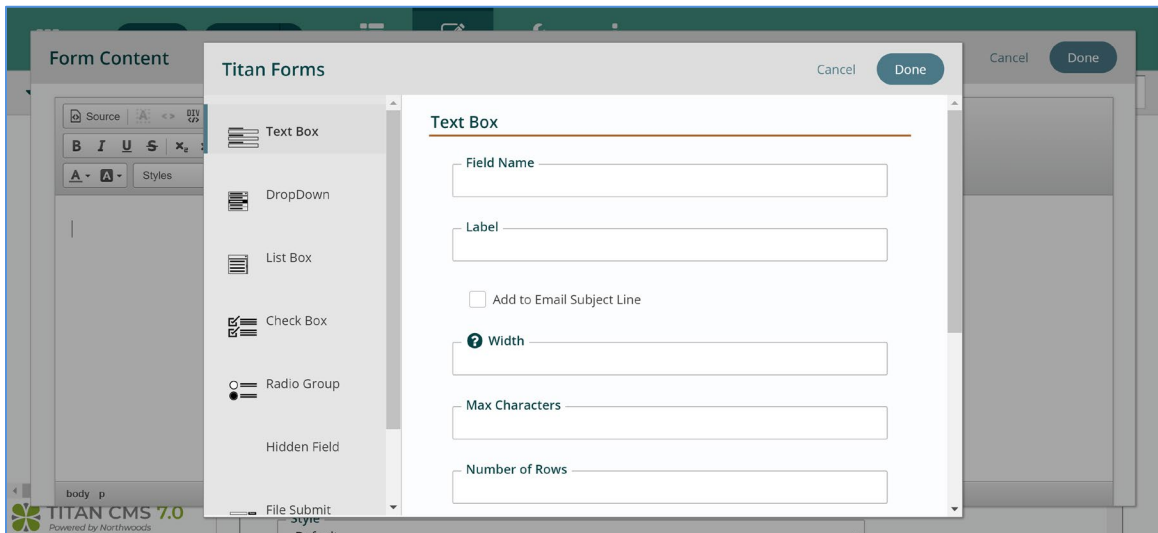 Form Content
Cancel
Done
Titan Forms
Cancel
Done
Source
A
DIV
B I U S x₂
A A Styles
Text Box
DropDown
List Box
Check Box
Radio Group
Hidden Field
File Submit
Text Box
Field Name
Label
Add to Email Subject Line
? Width
Max Characters
Number of Rows
body p
TITAN CMS 7.0
Powered by Northwoods
Style